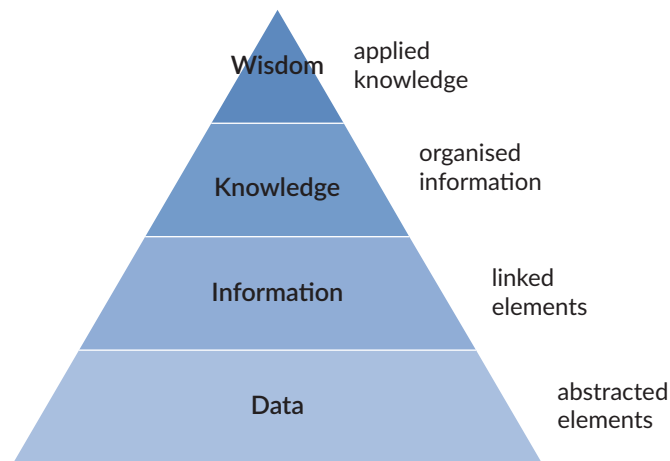 Wisdom
applied
knowledge
Knowledge
organised
information
Information
linked
elements
Data
abstracted
elements